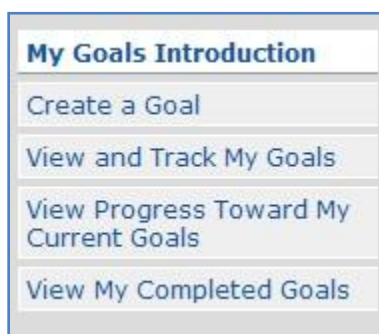 My Goals Introduction
Create a Goal
View and Track My Goals
View Progress Toward My
Current Goals
View My Completed Goals